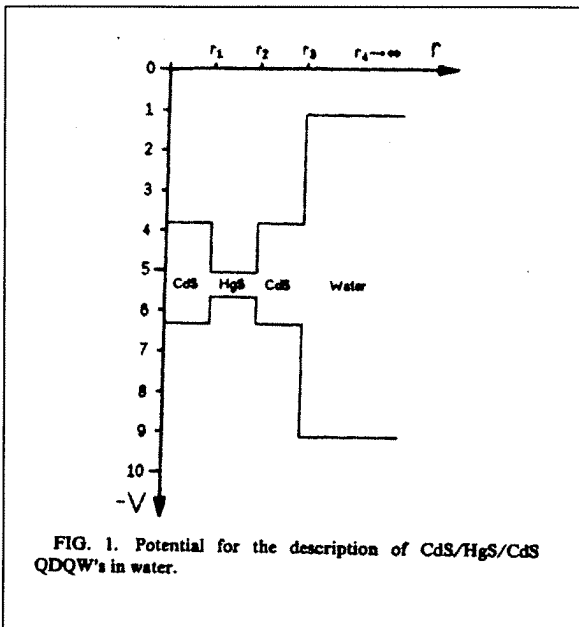 r₁ r₂ r₃ r₄→∞ r
0
1
2
3
4
5
CdS HgS CdS Water
6
7
8
9
10
-V
FIG. 1. Potential for the description of CdS/HgS/CdS
QDQW's in water.